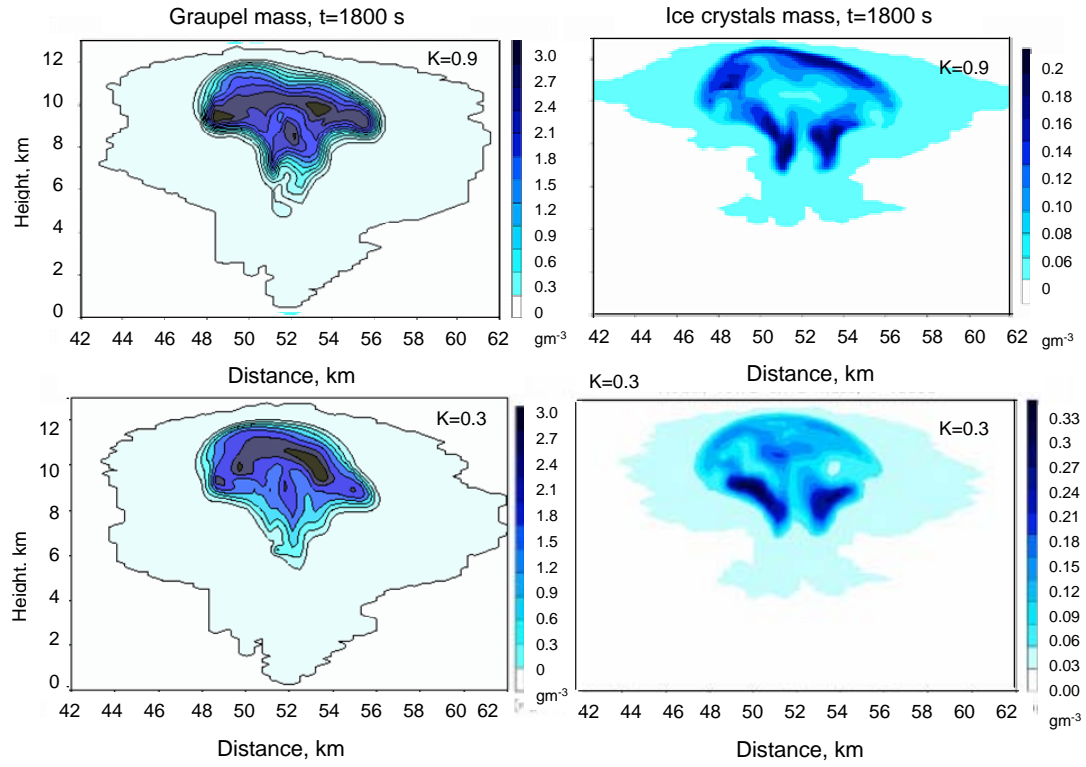 Graupel mass, t=1800 s
K=0.9
Height. km
12
10
8
6
4
2
0
42 44 46 48 50 52 54 56 58 60 62
3.0
2.7
2.4
2.1
1.8
1.5
1.2
0.9
0.6
0.3
0
gm-3
Distance, km
Ice crystals mass, t=1800 s
K=0.9
42 44 46 48 50 52 54 56 58 60 62
0.2
0.18
0.16
0.14
0.12
0.10
0.08
0.06
0
gm-3
Distance, km
K=0.3
Heidht. km
12
10
8
6
4
2
0
42 44 46 48 50 52 54 56 58 60 62
3.0
2.7
2.4
2.1
1.8
1.5
1.2
0.9
0.6
0.3
0
gm-3
Distance, km
K=0.3
K=0.3
42 44 46 48 50 52 54 56 58 60 62
0.33
0.3
0.27
0.24
0.21
0.18
0.15
0.12
0.09
0.06
0.03
0.00
gm-3
Distance, km